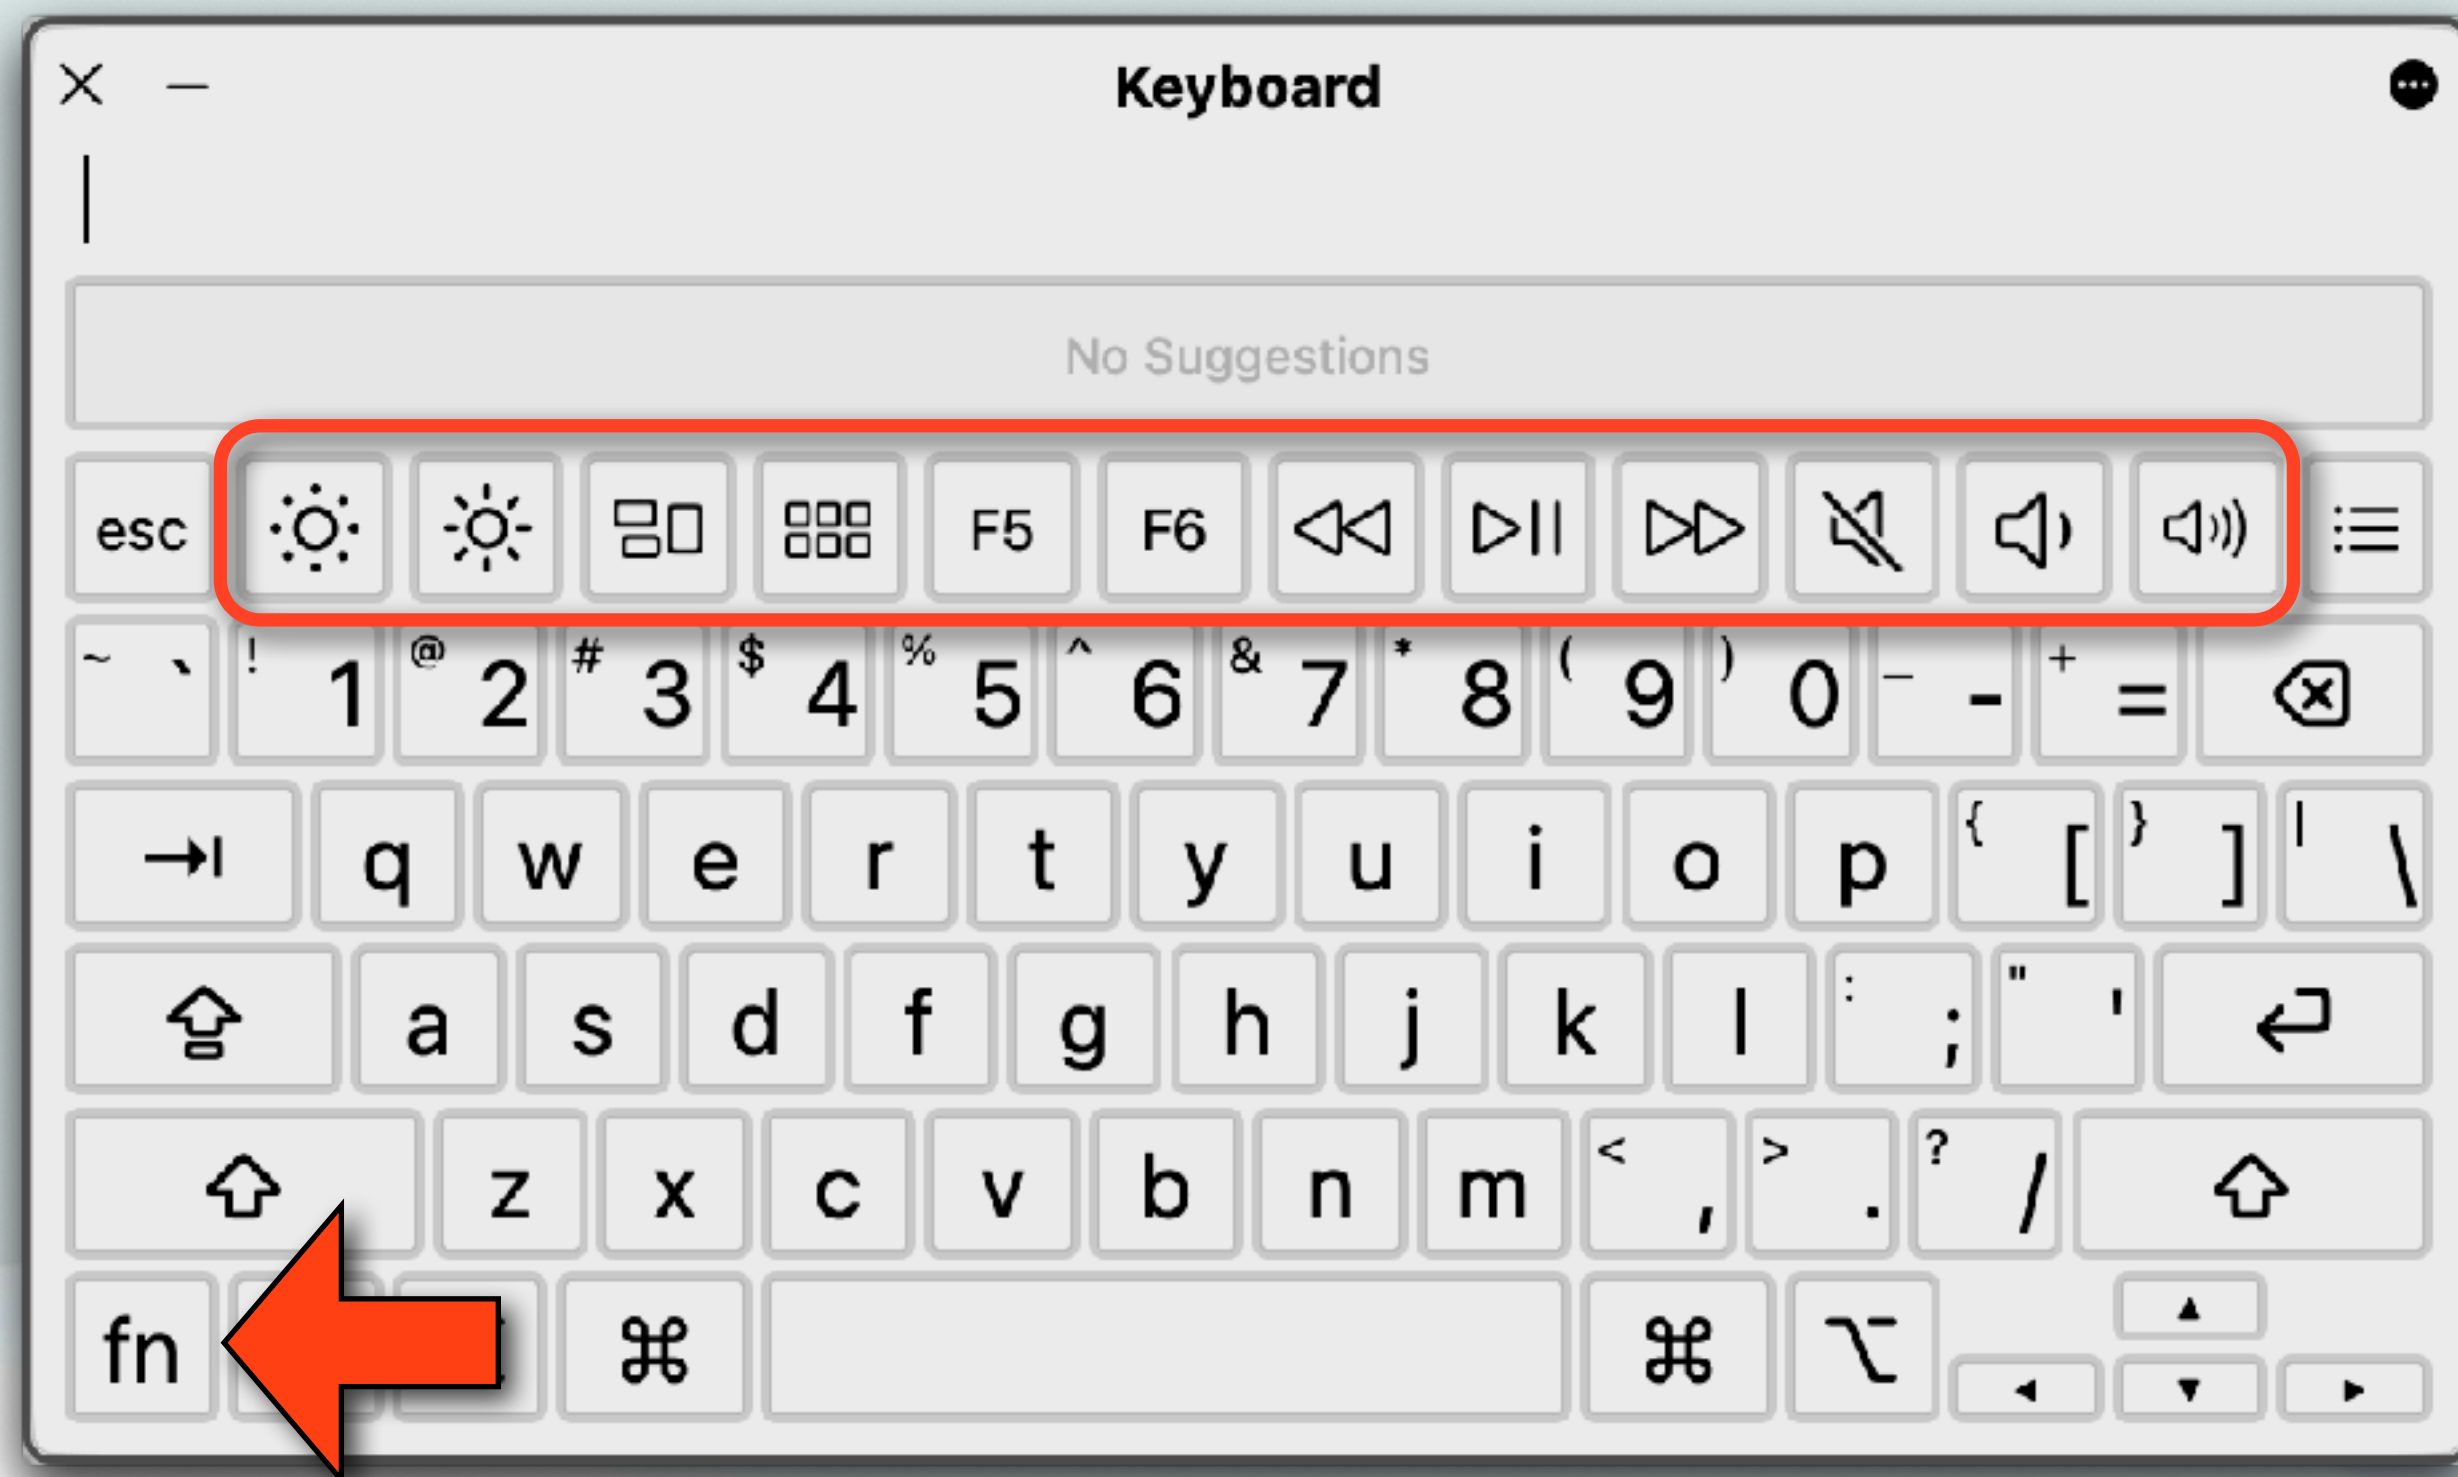 Keyboard
No Suggestions
esc F5 F6
~ ` ! 1 @ 2 # 3 $ 4 % 5 ^ 6 & 7 * 8 ( 9 ) 0 _ - + =
q w e r t y u i o p { [ } ] | \
a s d f g h j k l : ; " '
z x c v b n m < , > . ? /
fn ⌘ ⌘ ⌥